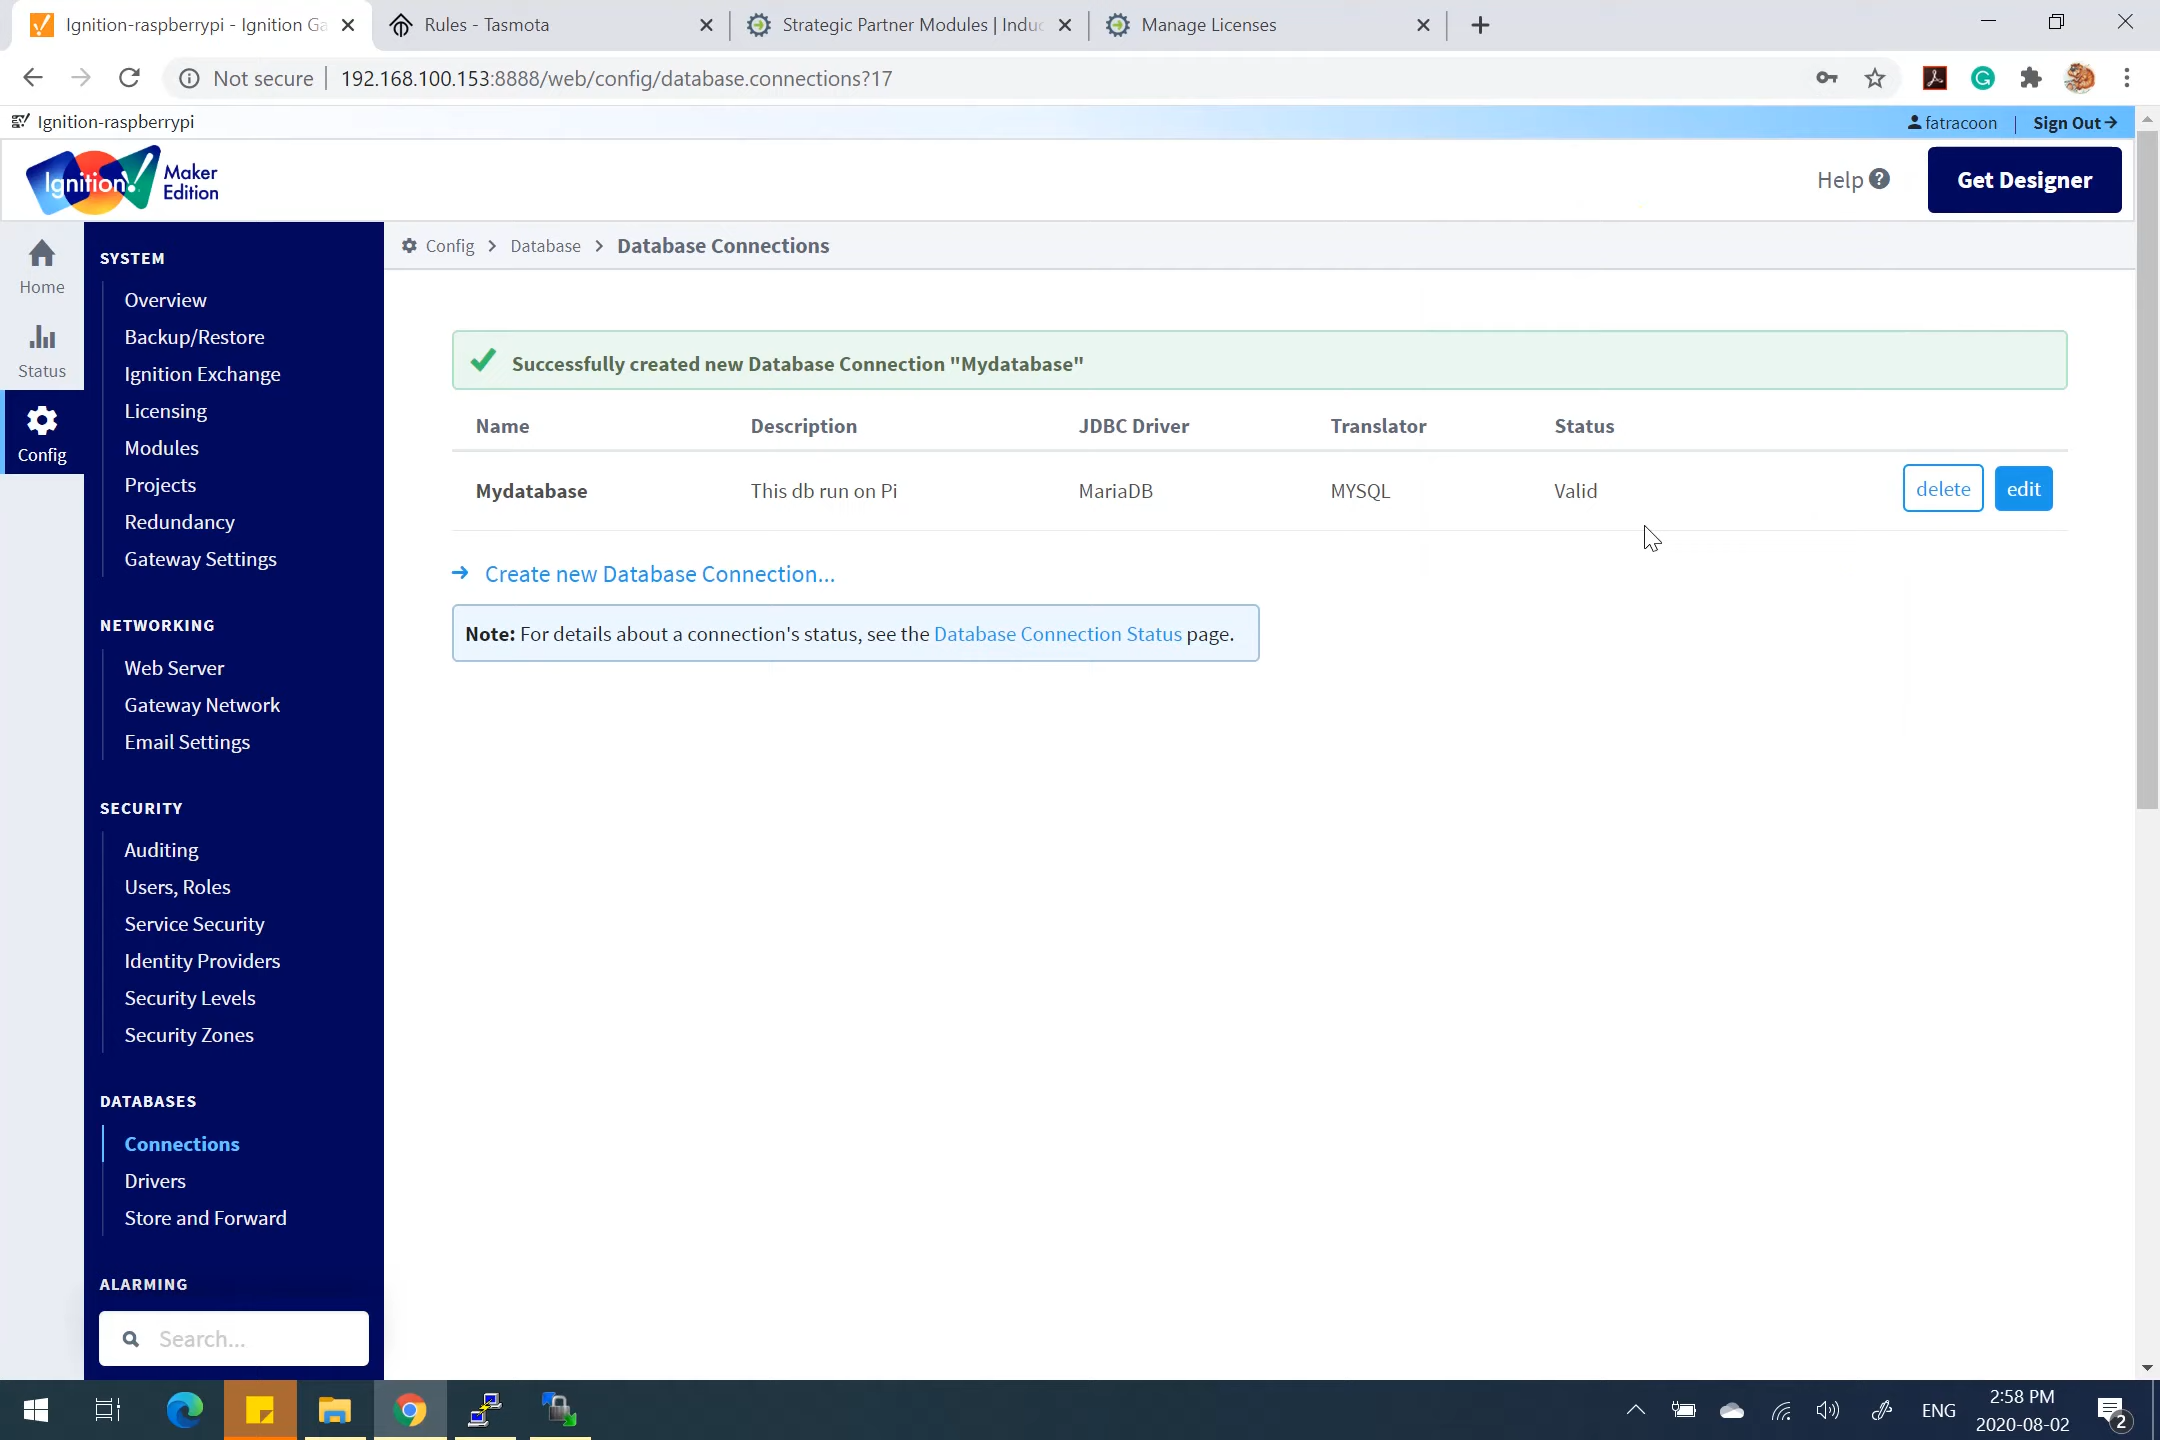 Ignition-raspberrypi - Ignition Ga
Rules - Tasmota
Strategic Partner Modules | Induc
Manage Licenses
Not secure | 192.168.100.153:8888/web/config/database.connections?17
Ignition-raspberrypi
fatracoon | Sign Out
Ignition! Maker Edition
Help
Get Designer
Home
Status
Config
SYSTEM
Overview
Backup/Restore
Ignition Exchange
Licensing
Modules
Projects
Redundancy
Gateway Settings
NETWORKING
Web Server
Gateway Network
Email Settings
SECURITY
Auditing
Users, Roles
Service Security
Identity Providers
Security Levels
Security Zones
DATABASES
Connections
Drivers
Store and Forward
ALARMING
Search...
Config > Database > Database Connections
Successfully created new Database Connection "Mydatabase"
Name Description JDBC Driver Translator Status
Mydatabase This db run on Pi MariaDB MYSQL Valid delete edit
Create new Database Connection...
Note: For details about a connection's status, see the Database Connection Status page.
ENG
2:58 PM
2020-08-02
2